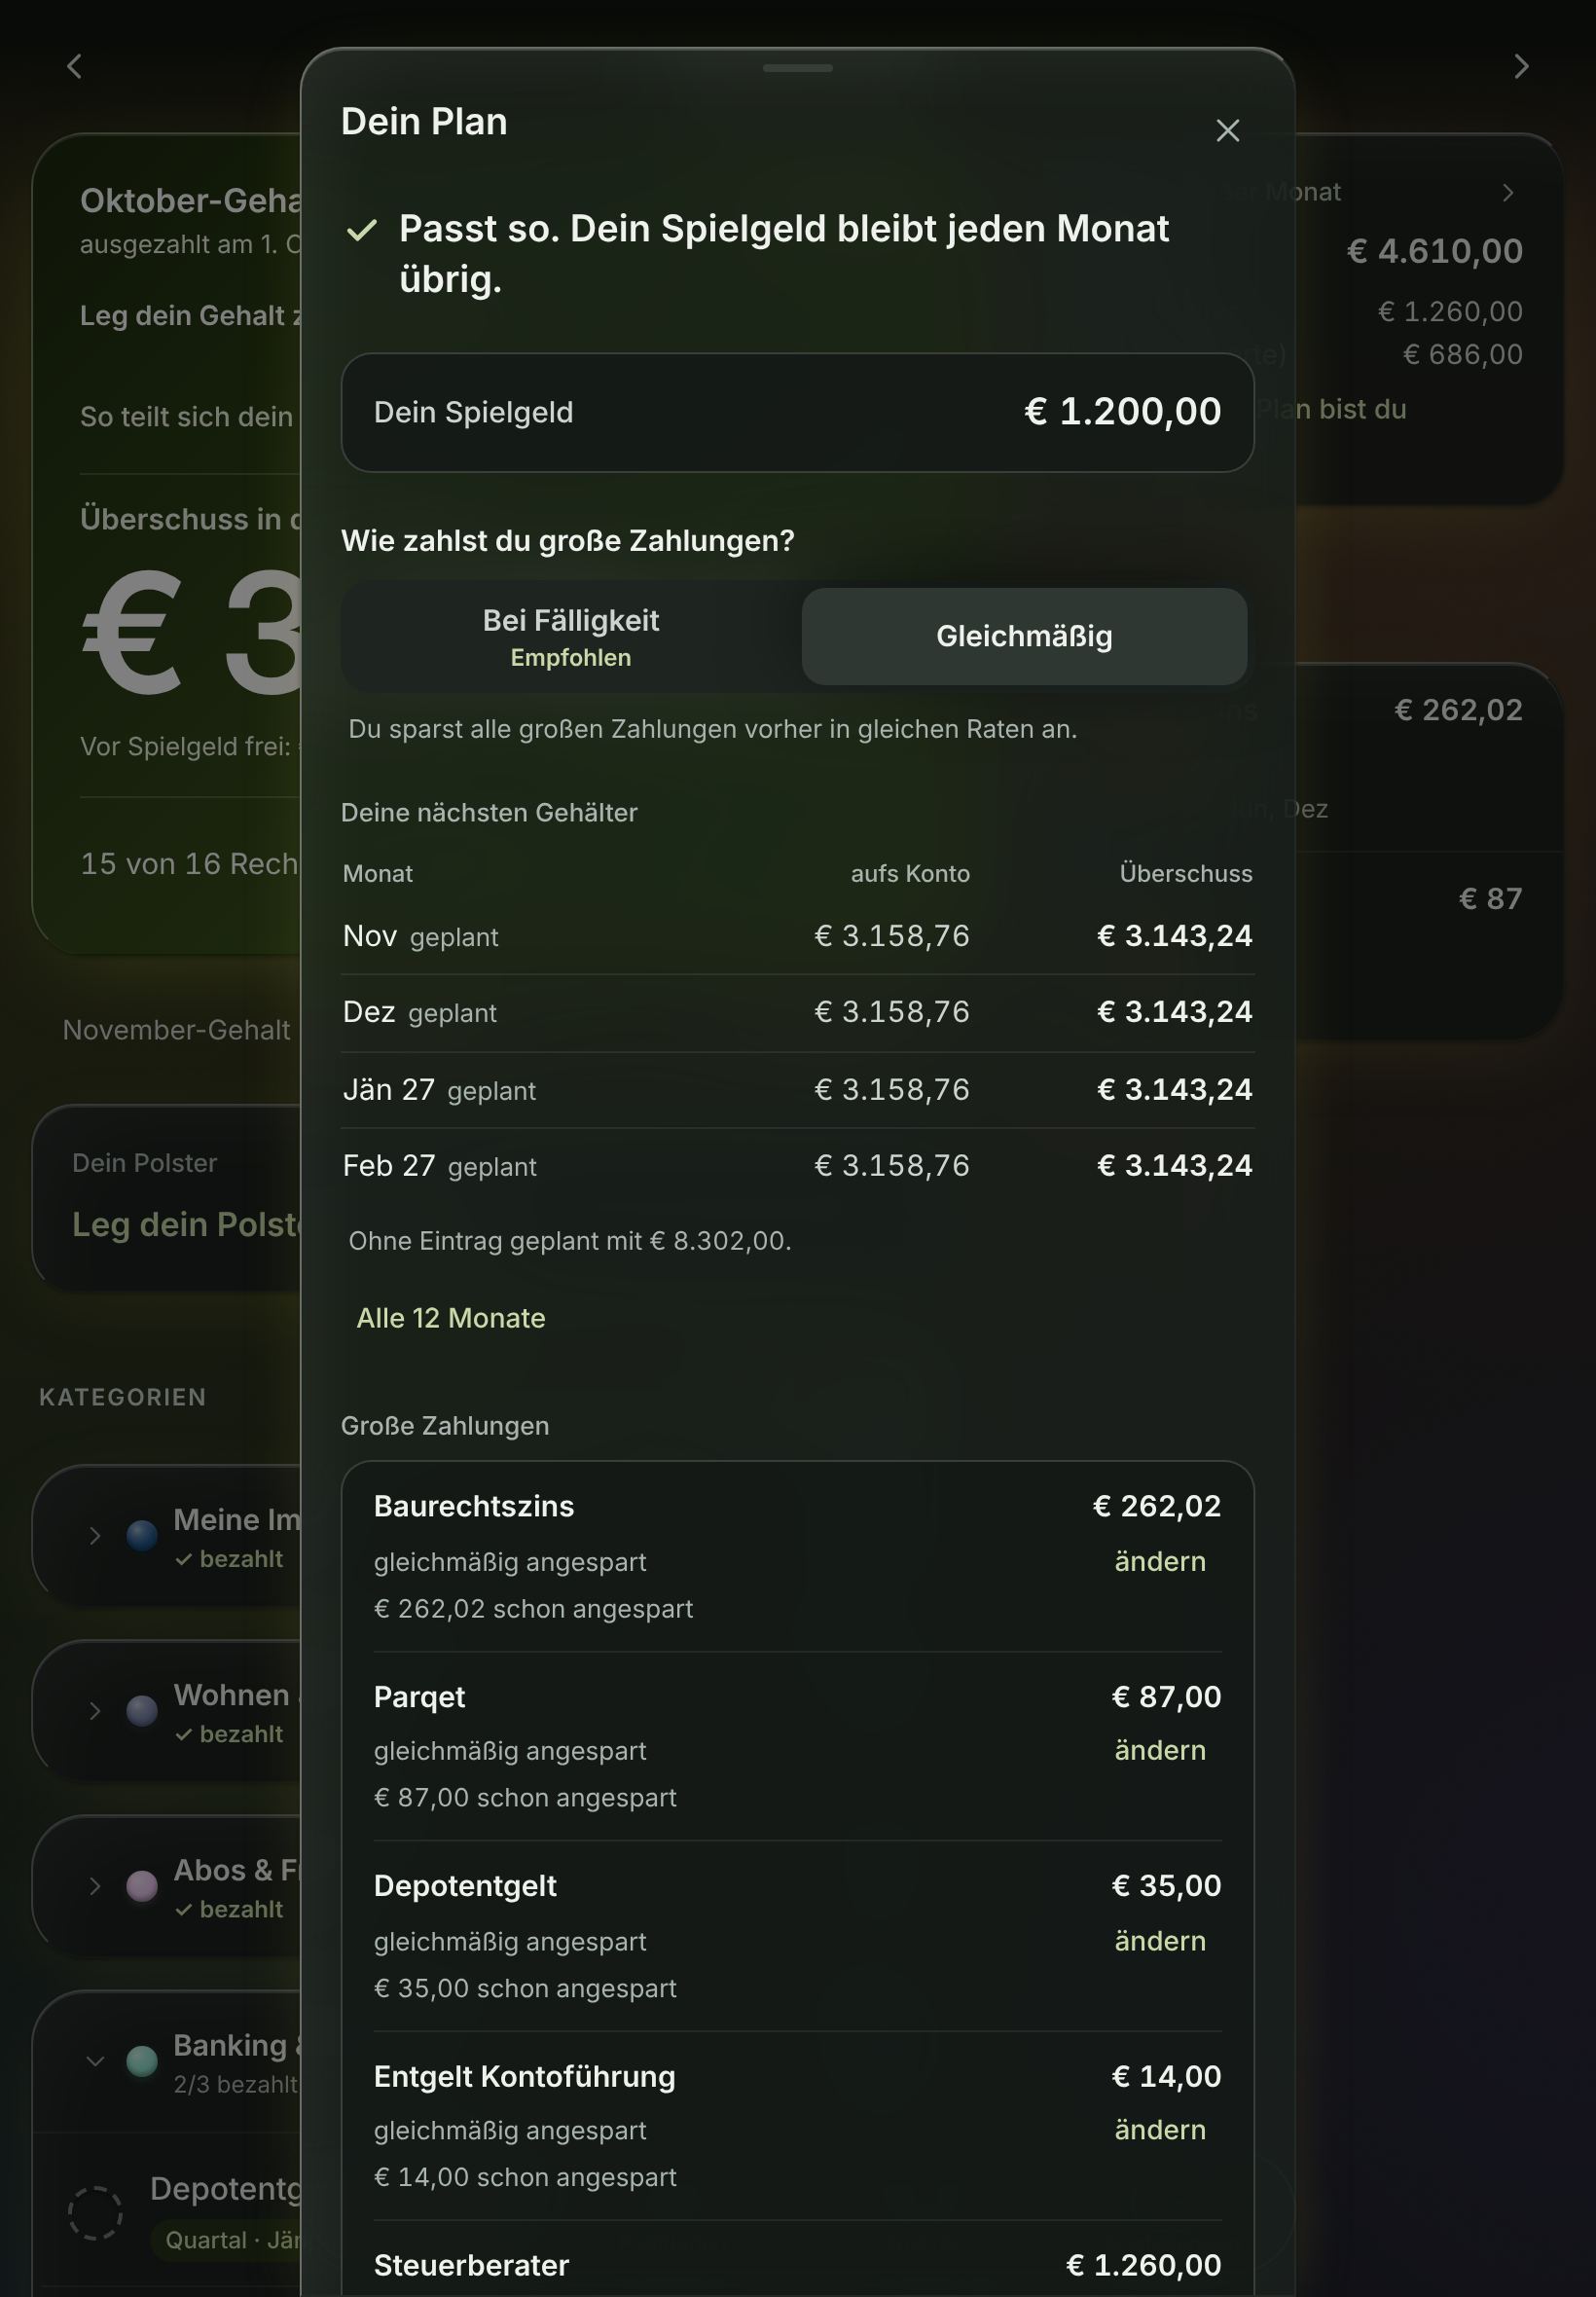 Dein Plan
Passt so. Dein Spielgeld bleibt jeden Monat
übrig.
Dein Spielgeld € 1.200,00
Wie zahlst du große Zahlungen?
Bei Fälligkeit
Empfohlen
Gleichmäßig
Du sparst alle großen Zahlungen vorher in gleichen Raten an.
Deine nächsten Gehälter
Monat aufs Konto Überschuss
Nov geplant € 3.158,76 € 3.143,24
Dez geplant € 3.158,76 € 3.143,24
Jän 27 geplant € 3.158,76 € 3.143,24
Feb 27 geplant € 3.158,76 € 3.143,24
Ohne Eintrag geplant mit € 8.302,00.
Alle 12 Monate
Große Zahlungen
Baurechtszins € 262,02
gleichmäßig angespart ändern
€ 262,02 schon angespart
Parqet € 87,00
gleichmäßig angespart ändern
€ 87,00 schon angespart
Depotentgelt € 35,00
gleichmäßig angespart ändern
€ 35,00 schon angespart
Entgelt Kontoführung € 14,00
gleichmäßig angespart ändern
€ 14,00 schon angespart
Steuerberater € 1.260,00
Oktober-Geha
ausgezahlt am 1. O
Leg dein Gehalt z
So teilt sich dein
Überschuss in d
€ 3
Vor Spielgeld frei:
15 von 16 Rech
November-Gehalt
Dein Polster
Leg dein Polste
KATEGORIEN
Meine Im
✓ bezahlt
Wohnen
✓ bezahlt
Abos & Fr
✓ bezahlt
Banking &
2/3 bezahlt
Depotentg
Quartal · Jän
Monat
€ 4.610,00
€ 1.260,00
€ 686,00
Plan bist du
€ 262,02
Dez
€ 87